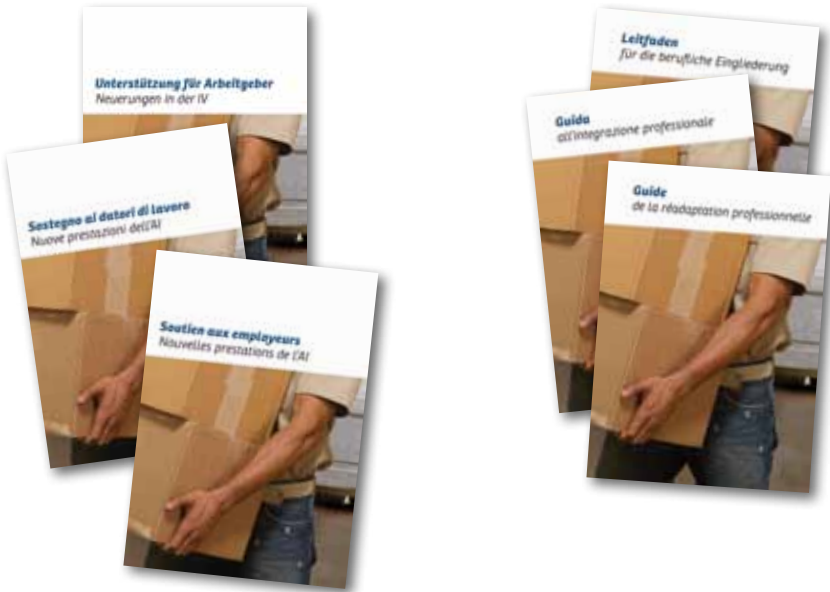 Unterstützung für Arbeitgeber
Neuerungen in der IV
Sostegno ai datori di lavoro
Nuove prestazioni dell'AI
Soutien aux employeurs
Nouvelles prestations de l'AI
Leitfaden
für die berufliche Eingliederung
Guida
all'integrazione professionale
Guide
de la réadaptation professionnelle